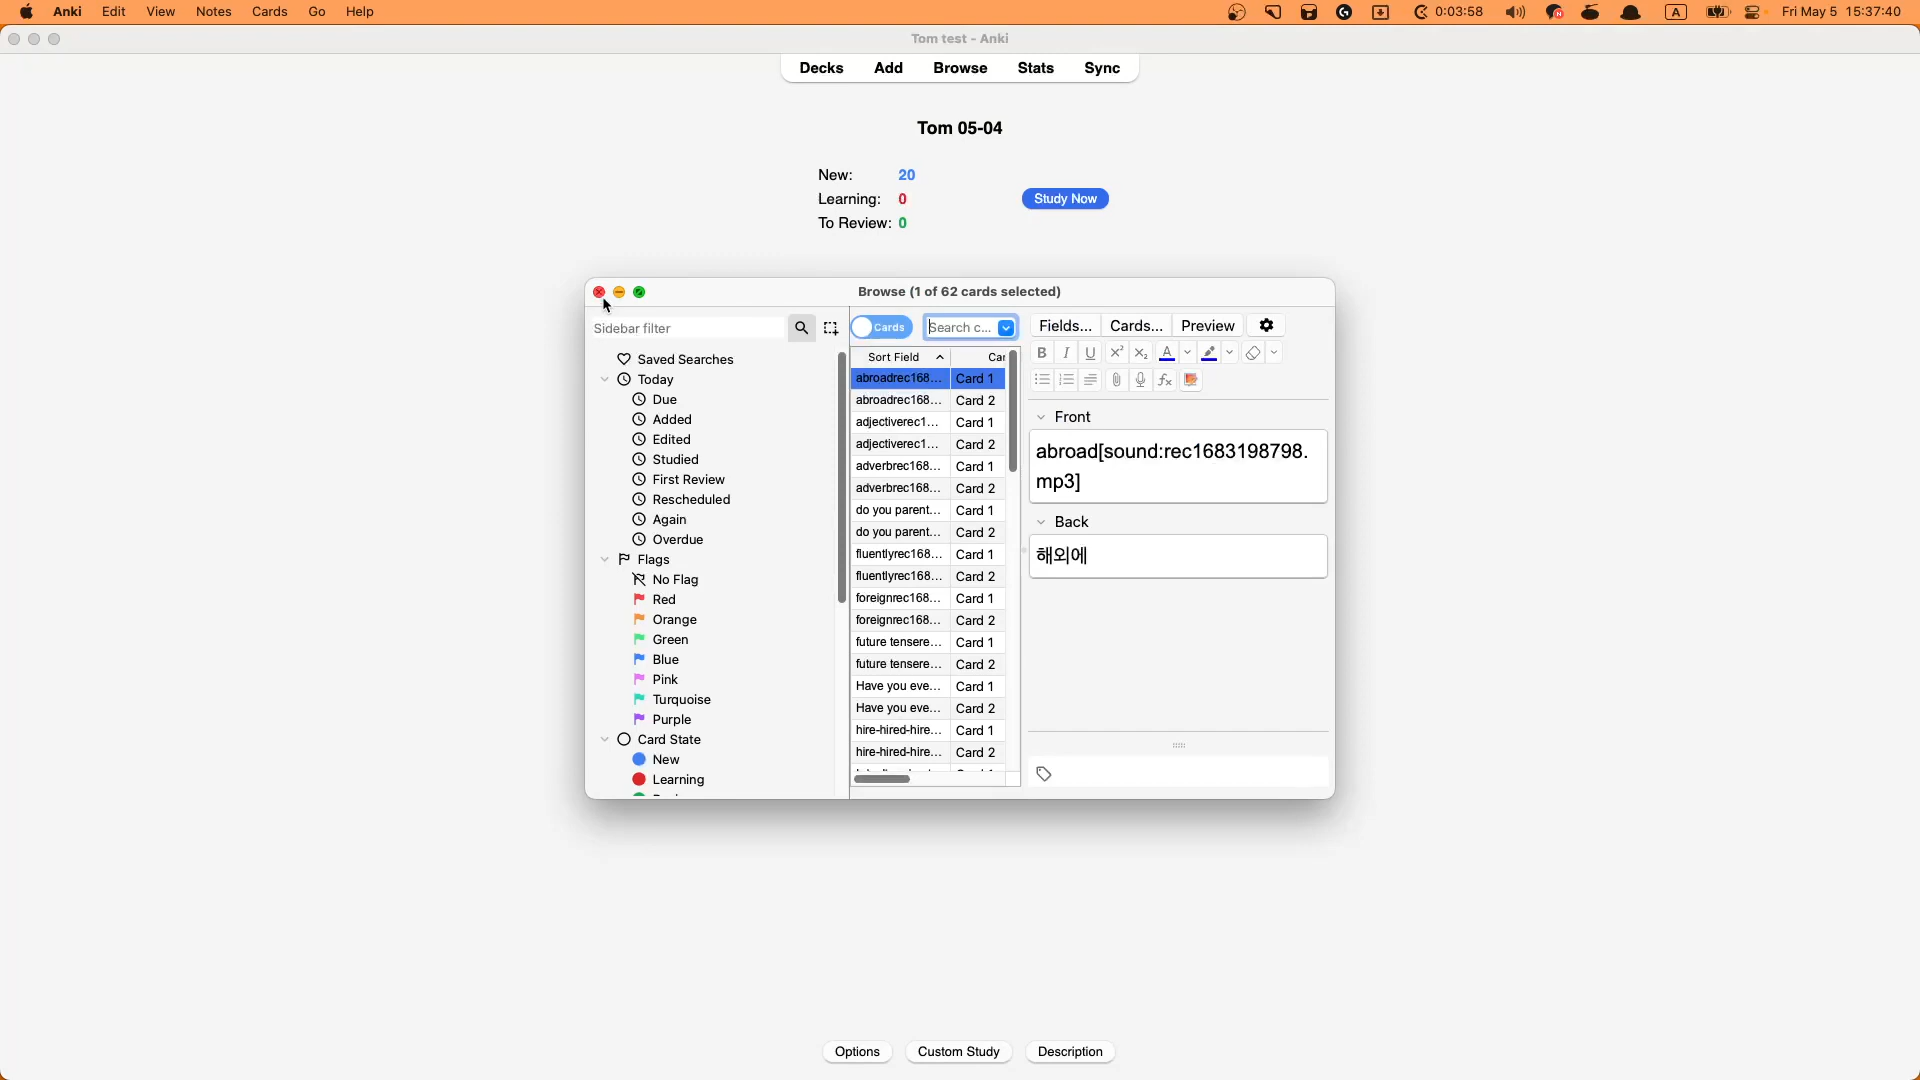 Anki Edit View Notes Cards Go Help 0:03:58 A Fri May 5 15:37:40
Tom test - Anki
Decks Add Browse Stats Sync
Tom 05-04
New: 20
Learning: 0
To Review: 0
Study Now
Browse (1 of 62 cards selected)
Sidebar filter
Saved Searches
Today
Due
Added
Edited
Studied
First Review
Rescheduled
Again
Overdue
Flags
No Flag
Red
Orange
Green
Blue
Pink
Turquoise
Purple
Card State
New
Learning
Cards Search c...
Sort Field Car
abroadrec168... Card 1
abroadrec168... Card 2
adjectiverec1... Card 1
adjectiverec1... Card 2
adverbrec168... Card 1
adverbrec168... Card 2
do you parent... Card 1
do you parent... Card 2
fluentlyrec168... Card 1
fluentlyrec168... Card 2
foreignrec168... Card 1
foreignrec168... Card 2
future tensere... Card 1
future tensere... Card 2
Have you eve... Card 1
Have you eve... Card 2
hire-hired-hire... Card 1
hire-hired-hire... Card 2
Fields... Cards... Preview
B I U X² X₂ A
fx
Front
abroad[sound:rec1683198798.
mp3]
Back
해외에
Options Custom Study Description